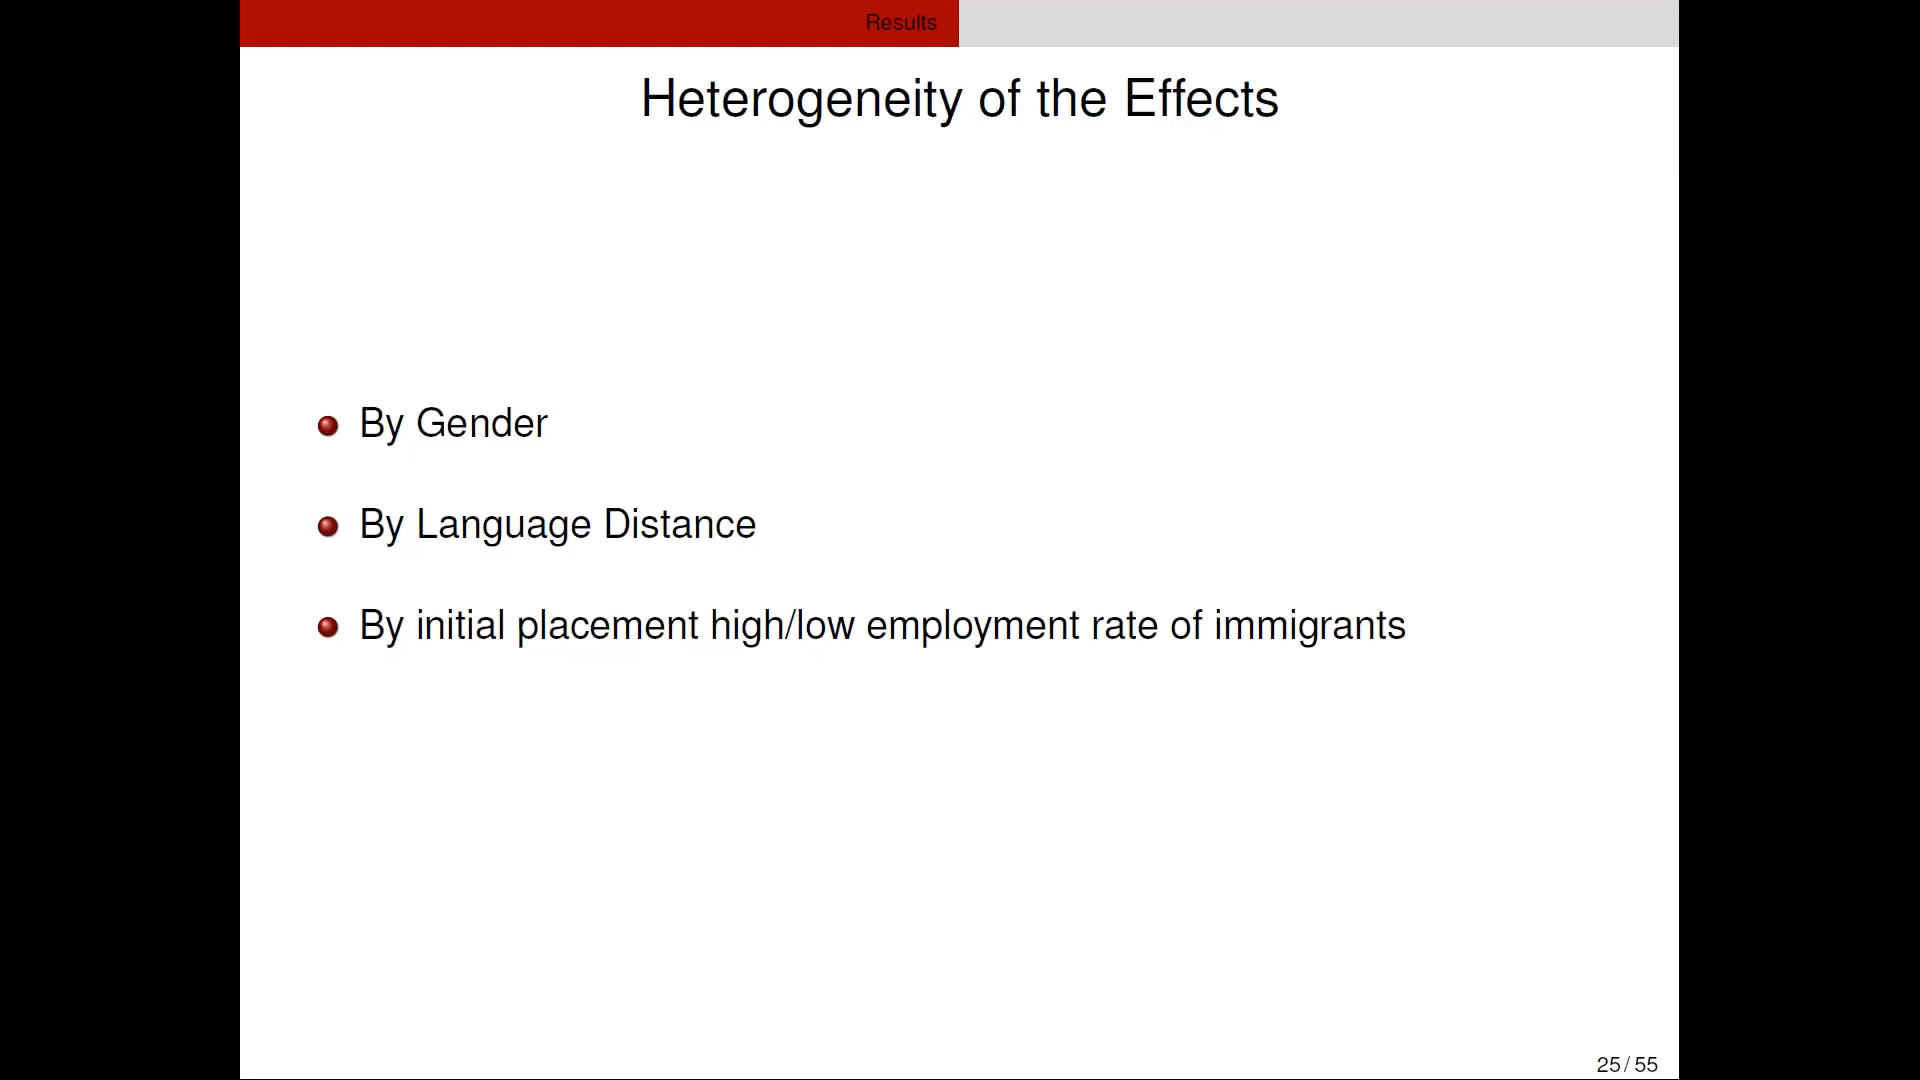 Results
Heterogeneity of the Effects
By Gender
By Language Distance
By initial placement high/low employment rate of immigrants
25/55